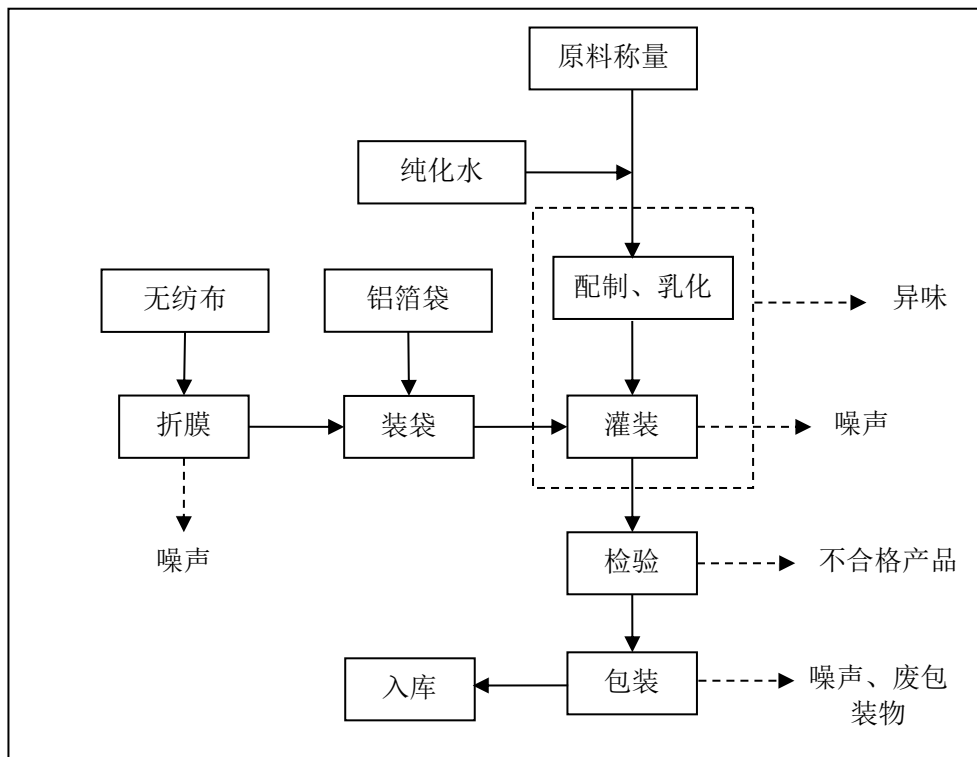 原料称量
纯化水
配制、乳化
异味
无纺布
铝箔袋
折膜
装袋
灌装
噪声
噪声
检验
不合格产品
入库
包装
噪声、废包
装物